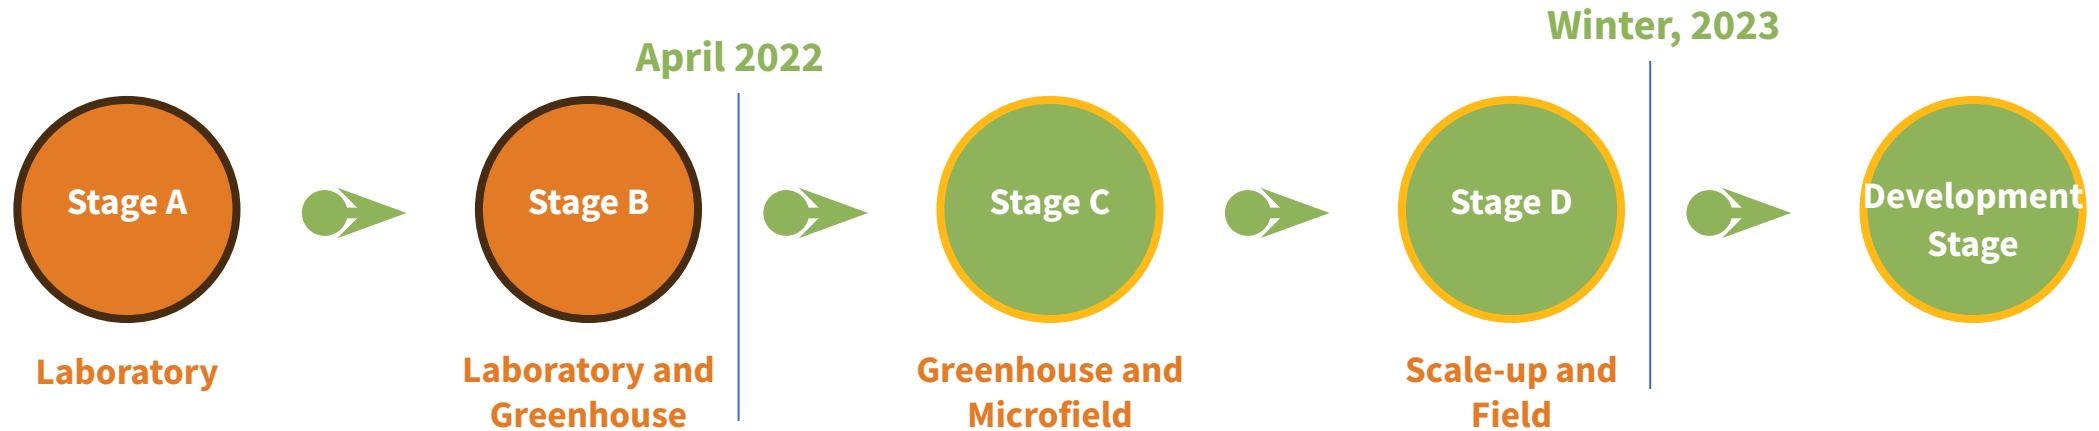 April 2022
Winter, 2023
Stage A
Stage B
Stage C
Stage D
Development
Stage
Laboratory
Laboratory and
Greenhouse
Greenhouse and
Microfield
Scale-up and
Field